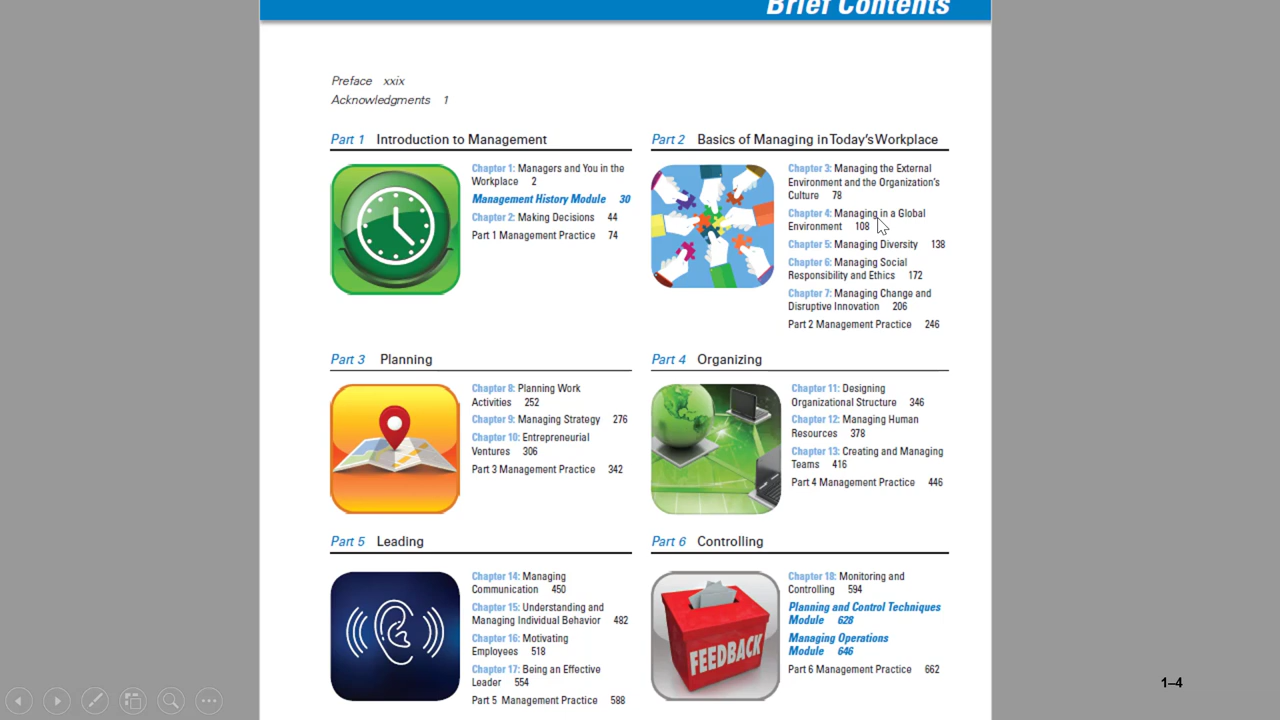 Brief Contents
Preface xxix
Acknowledgments 1
Part 1 Introduction to Management
Chapter 1: Managers and You in the
Workplace 2
Management History Module 30
Chapter 2: Making Decisions 44
Part 1 Management Practice 74
Part 2 Basics of Managing in Today's Workplace
Chapter 3: Managing the External
Environment and the Organization's
Culture 78
Chapter 4: Managing in a Global
Environment 108
Chapter 5: Managing Diversity 138
Chapter 6: Managing Social
Responsibility and Ethics 172
Chapter 7: Managing Change and
Disruptive Innovation 206
Part 2 Management Practice 246
Part 3 Planning
Chapter 8: Planning Work
Activities 252
Chapter 9: Managing Strategy 276
Chapter 10: Entrepreneurial
Ventures 306
Part 3 Management Practice 342
Part 4 Organizing
Chapter 11: Designing
Organizational Structure 346
Chapter 12: Managing Human
Resources 378
Chapter 13: Creating and Managing
Teams 416
Part 4 Management Practice 446
Part 5 Leading
Chapter 14: Managing
Communication 450
Chapter 15: Understanding and
Managing Individual Behavior 482
Chapter 16: Motivating
Employees 518
Chapter 17: Being an Effective
Leader 554
Part 5 Management Practice 588
Part 6 Controlling
FEEDBACK
Chapter 18: Monitoring and
Controlling 594
Planning and Control Techniques
Module 628
Managing Operations
Module 646
Part 6 Management Practice 662
1–4